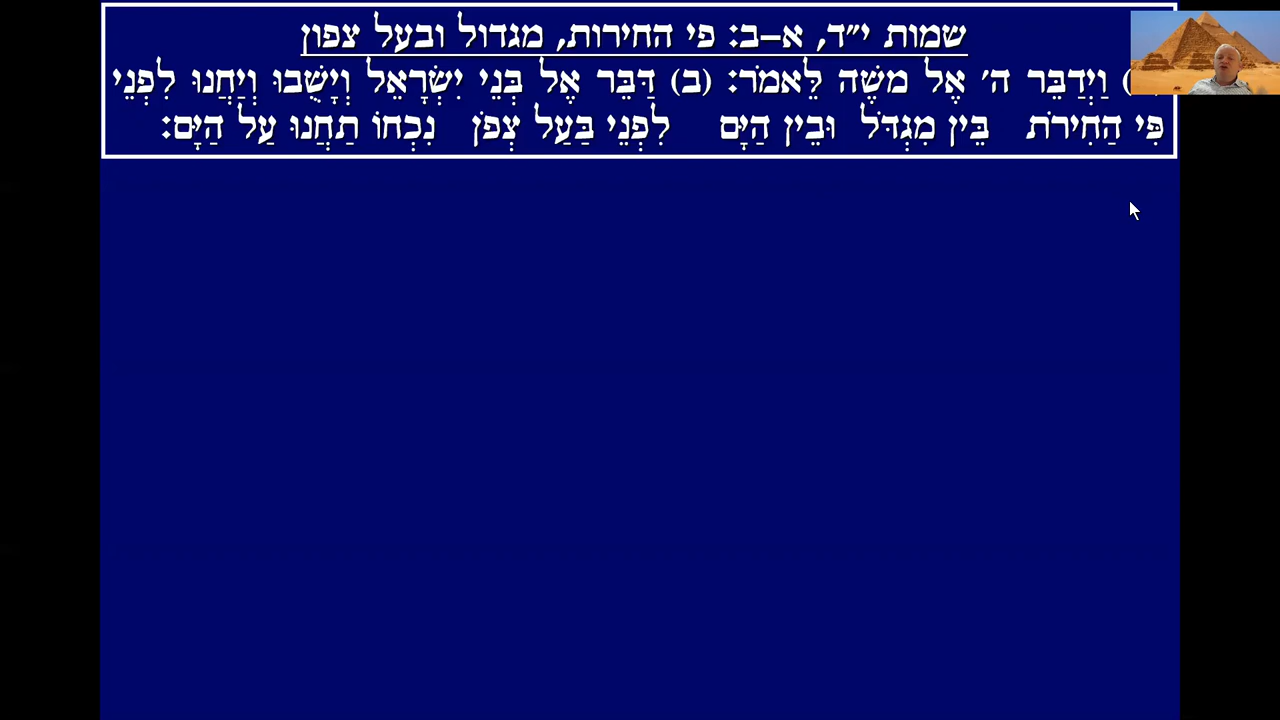 שמות י״ד, א–ב: פי החירות, מגדול ובעל צפון
) וַיְדַבֵּר ה׳ אֶל מֹשֶׁה לֵּאמֹר: (ב) דַּבֵּר אֶל בְּנֵי יִשְׂרָאֵל וְיָשֻׁבוּ וְיַחֲנוּ לִפְנֵי
פִּי הַחִירֹת בֵּין מִגְדֹּל וּבֵין הַיָּם לִפְנֵי בַּעַל צְפֹן נִכְחוֹ תַחֲנוּ עַל הַיָּם: